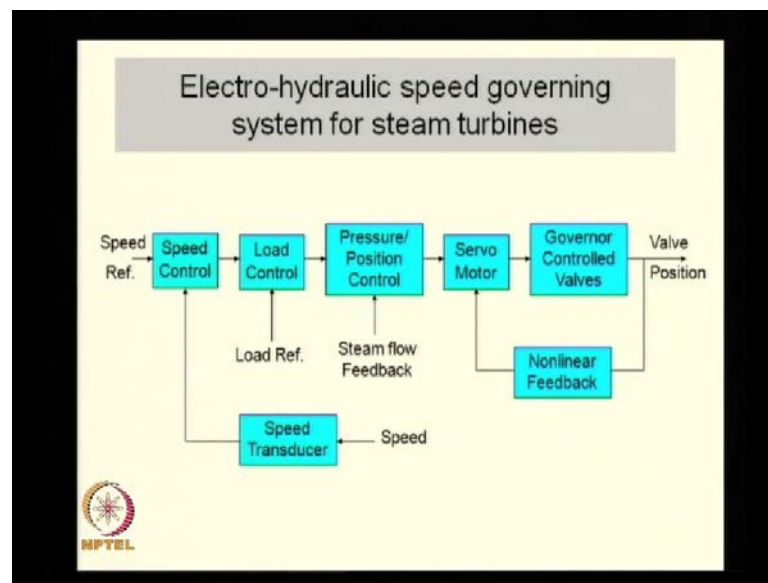 Electro-hydraulic speed governing
system for steam turbines
Speed
Ref.
Speed
Control
Load
Control
Pressure/
Position
Control
Servo
Motor
Governor
Controlled
Valves
Valve
Position
Load Ref.
Steam flow
Feedback
Nonlinear
Feedback
Speed
Transducer
Speed
NPTEL